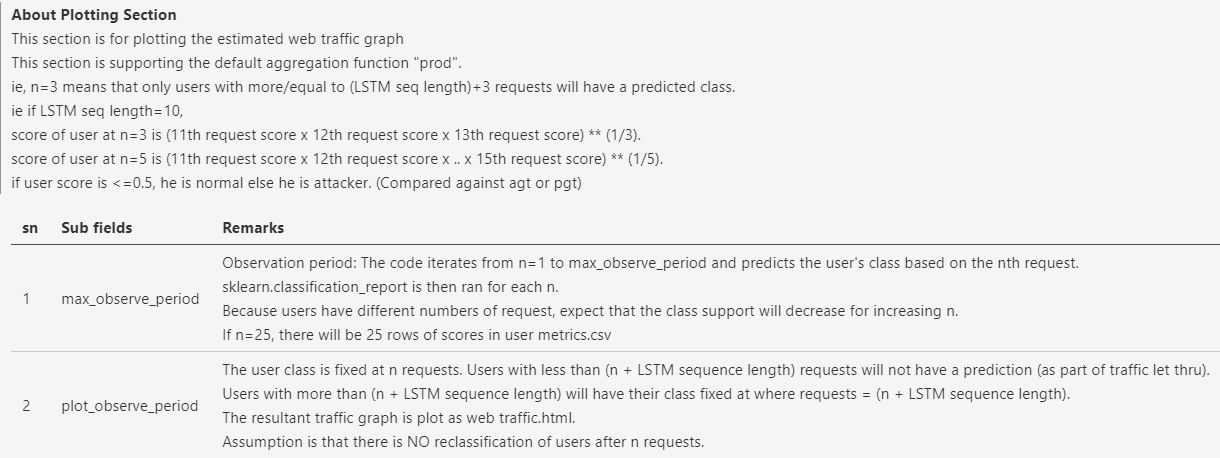 About Plotting Section
This section is for plotting the estimated web traffic graph
This section is supporting the default aggregation function "prod".
ie, n=3 means that only users with more/equal to (LSTM seq length)+3 requests will have a predicted class.
ie if LSTM seq length=10,
score of user at n=3 is (11th request score x 12th request score x 13th request score) ** (1/3).
score of user at n=5 is (11th request score x 12th request score x .. x 15th request score) ** (1/5).
if user score is <=0.5, he is normal else he is attacker. (Compared against agt or pgt)
sn Sub fields Remarks
Observation period: The code iterates from n=1 to max_observe_period and predicts the user's class based on the nth request.
1 max_observe_period sklearn.classification_report is then ran for each n.
Because users have different numbers of request, expect that the class support will decrease for increasing n.
If n=25, there will be 25 rows of scores in user metrics.csv
The user class is fixed at n requests. Users with less than (n + LSTM sequence length) requests will not have a prediction (as part of traffic let thru).
2 plot_observe_period Users with more than (n + LSTM sequence length) will have their class fixed at where requests = (n + LSTM sequence length).
The resultant traffic graph is plot as web traffic.html.
Assumption is that there is NO reclassification of users after n requests.